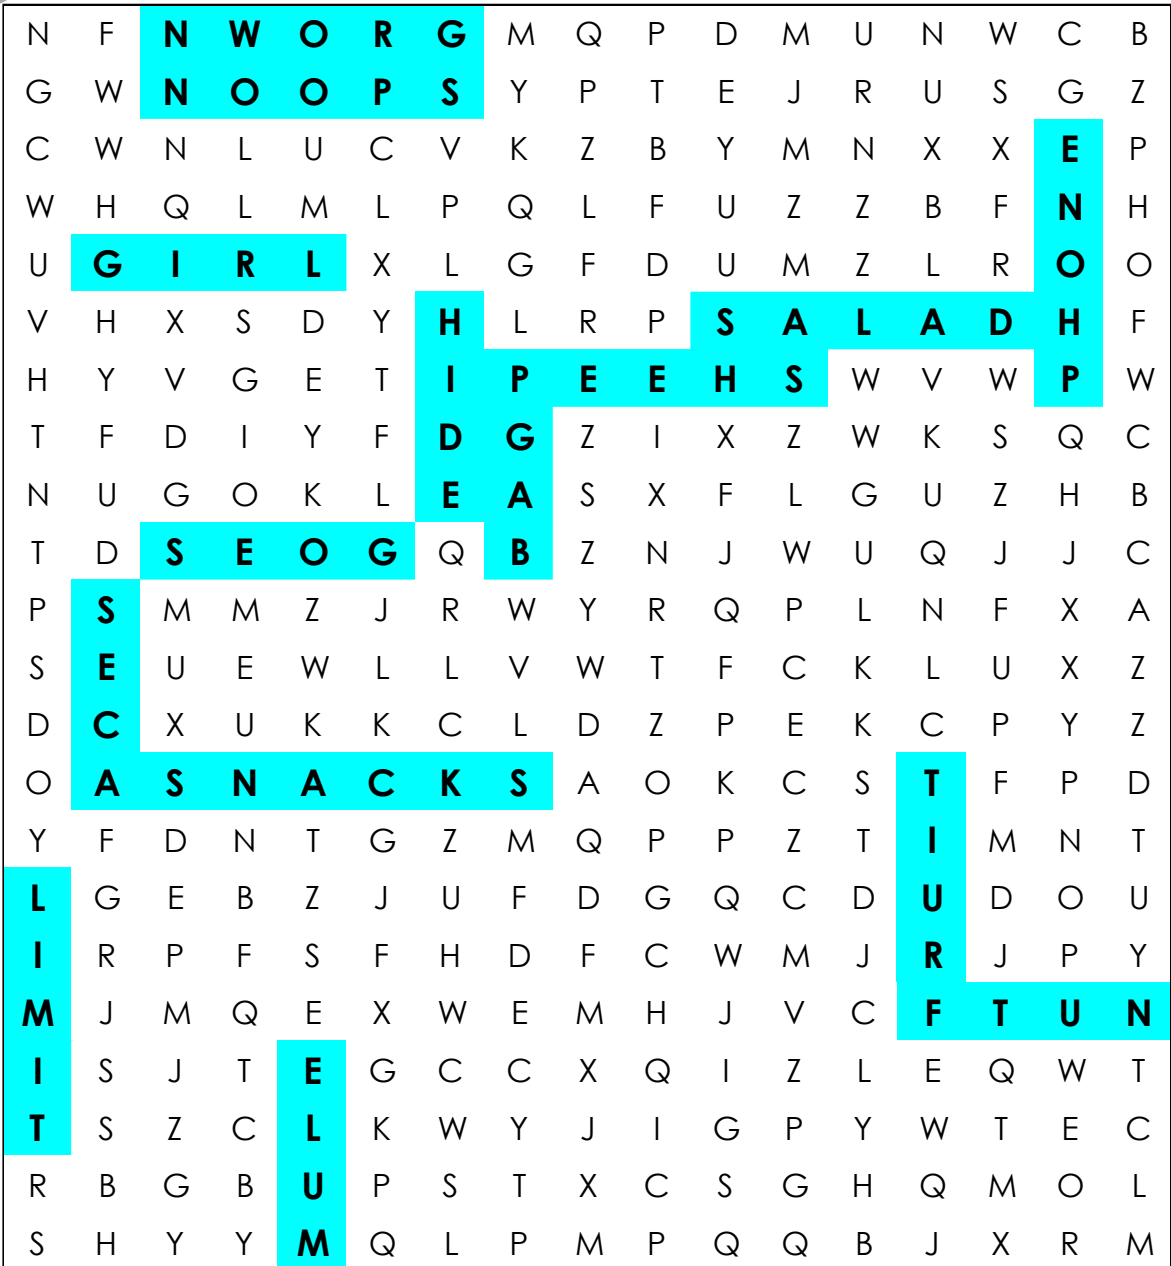 N F N W O R G M Q P D M U N W C B
G W N O O P S Y P T E J R U S G Z
C W N L U C V K Z B Y M N X X E P
W H Q L M L P Q L F U Z Z B F N H
U G I R L X L G F D U M Z L R O O
V H X S D Y H L R P S A L A D H F
H Y V G E T I P E E H S W V W P W
T F D I Y F D G Z I X Z W K S Q C
N U G O K L E A S X F L G U Z H B
T D S E O G Q B Z N J W U Q J J C
P S M M Z J R W Y R Q P L N F X A
S E U E W L L V W T F C K L U X Z
D C X U K K C L D Z P E K C P Y Z
O A S N A C K S A O K C S T F P D
Y F D N T G Z M Q P P Z T I M N T
L G E B Z J U F D G Q C D U D O U
I R P F S F H D F C W M J R J P Y
M J M Q E X W E M H J V C F T U N
I S J T E G C C X Q I Z L E Q W T
T S Z C L K W Y J I G P Y W T E C
R B G B U P S T X C S G H Q M O L
S H Y Y M Q L P M P Q Q B J X R M